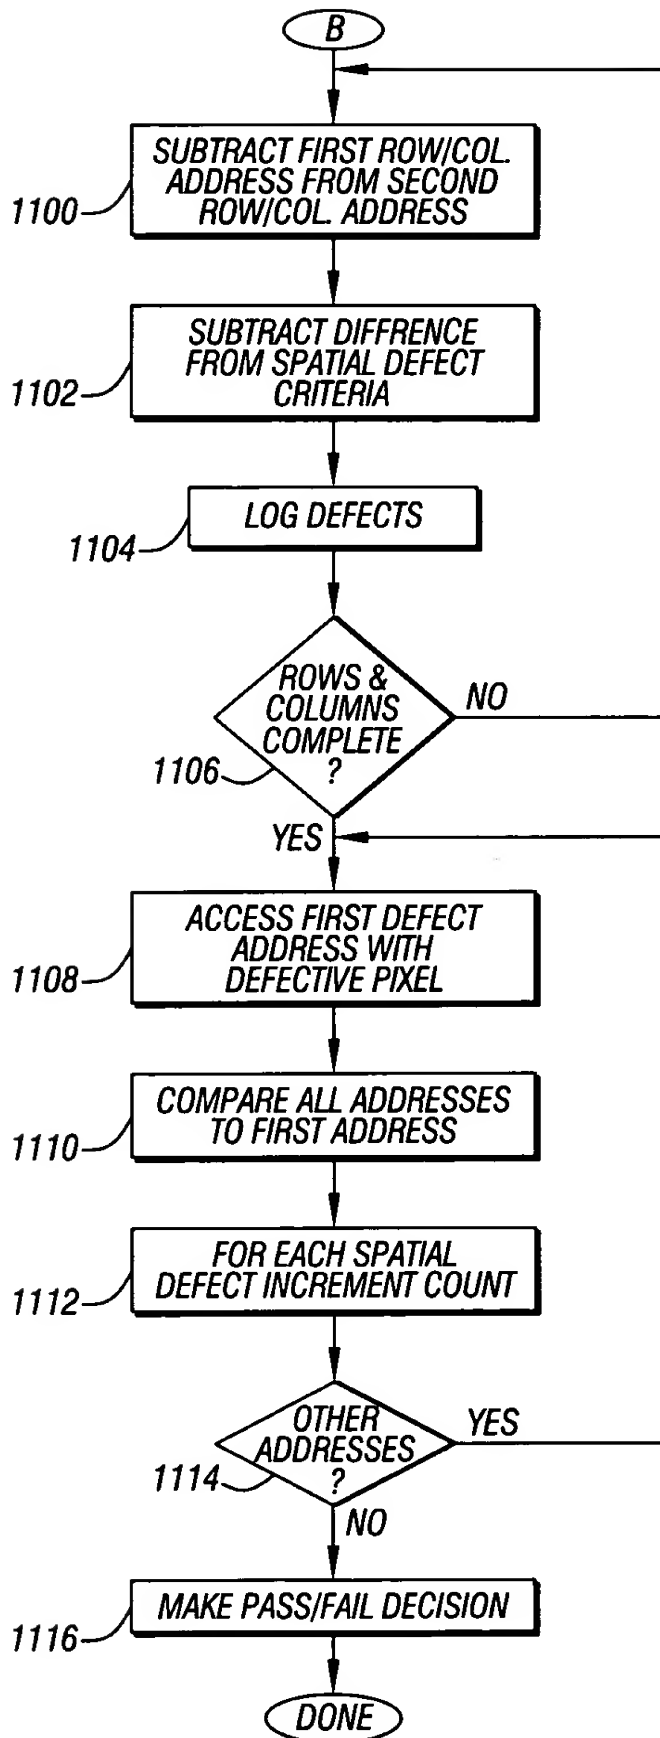 B
SUBTRACT FIRST ROW/COL.
ADDRESS FROM SECOND
ROW/COL. ADDRESS
1100
SUBTRACT DIFFRENCE
FROM SPATIAL DEFECT
CRITERIA
1102
LOG DEFECTS
1104
ROWS &
COLUMNS
COMPLETE
?
NO
1106
YES
ACCESS FIRST DEFECT
ADDRESS WITH
DEFECTIVE PIXEL
1108
COMPARE ALL ADDRESSES
TO FIRST ADDRESS
1110
FOR EACH SPATIAL
DEFECT INCREMENT COUNT
1112
OTHER
ADDRESSES
?
YES
1114
NO
MAKE PASS/FAIL DECISION
1116
DONE